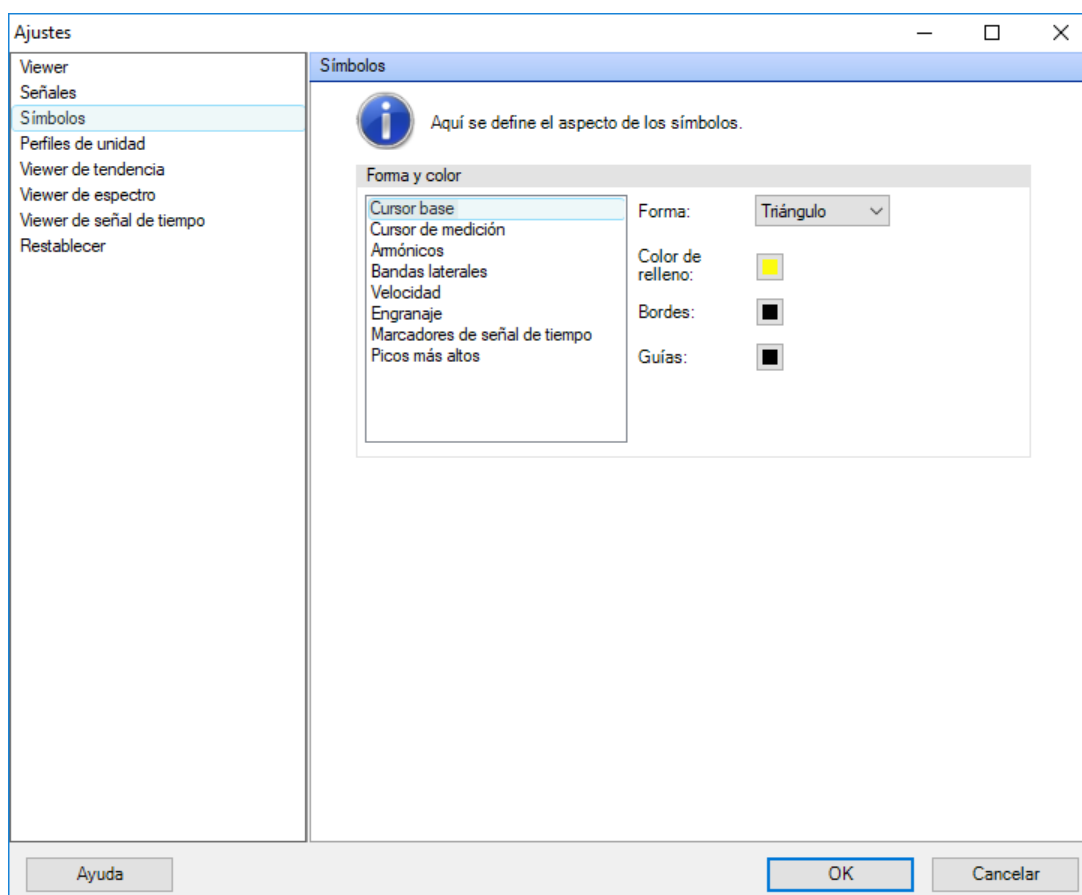 Ajustes
Viewer
Señales
Símbolos
Perfiles de unidad
Viewer de tendencia
Viewer de espectro
Viewer de señal de tiempo
Restablecer
Símbolos
Aquí se define el aspecto de los símbolos.
Forma y color
Cursor base
Cursor de medición
Armónicos
Bandas laterales
Velocidad
Engranaje
Marcadores de señal de tiempo
Picos más altos
Forma:
Triángulo
Color de
relleno:
Bordes:
Guías:
Ayuda
OK
Cancelar